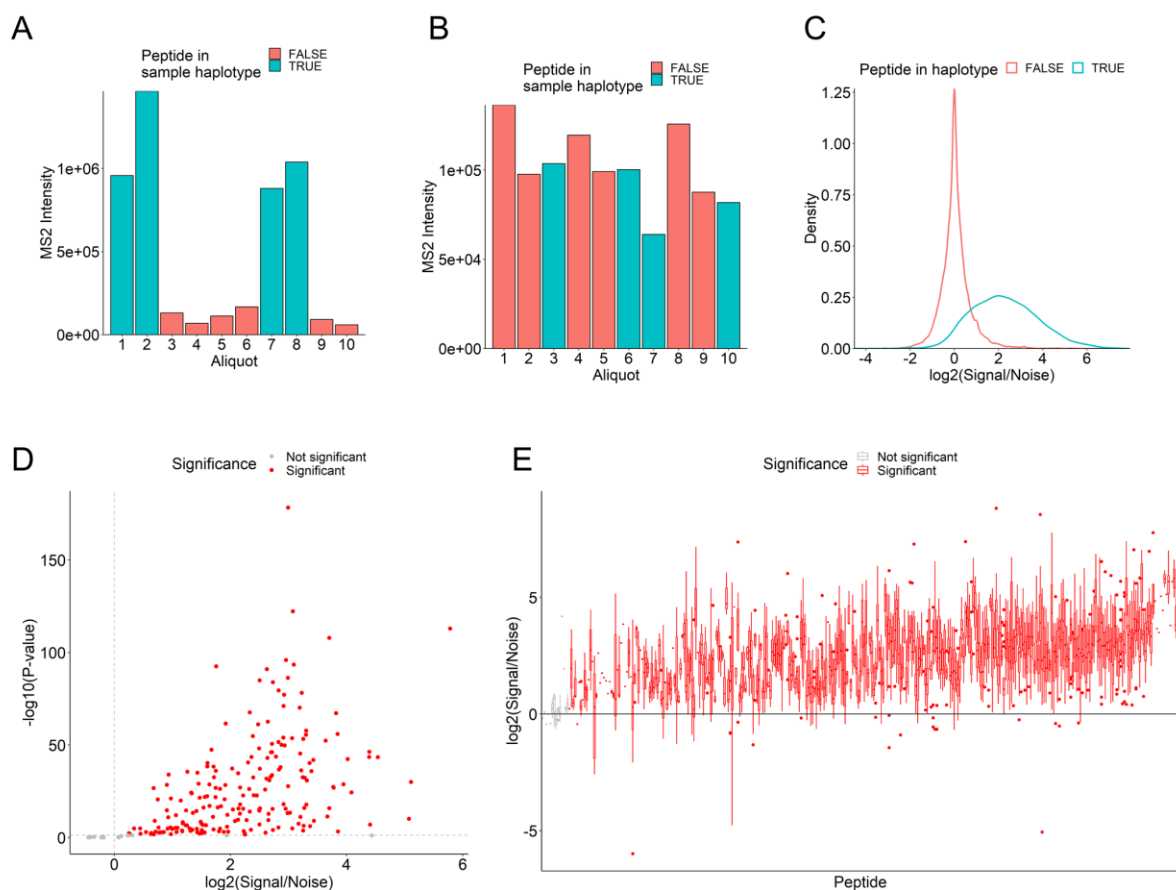 A
Peptide in
sample haplotype
FALSE
TRUE
MS2 Intensity
1e+06
5e+05
0e+00
1 2 3 4 5 6 7 8 9 10
Aliquot
B
Peptide in
sample haplotype
FALSE
TRUE
MS2 Intensity
1e+05
5e+04
0e+00
1 2 3 4 5 6 7 8 9 10
Aliquot
C
Peptide in haplotype FALSE TRUE
Density
1.25
1.00
0.75
0.50
0.25
0.00
-4 -2 0 2 4 6
log2(Signal/Noise)
D
Significance
Not significant
Significant
-log10(P-value)
150
100
50
0
0 2 4 6
log2(Signal/Noise)
E
Significance
Not significant
Significant
log2(Signal/Noise)
5
0
-5
Peptide